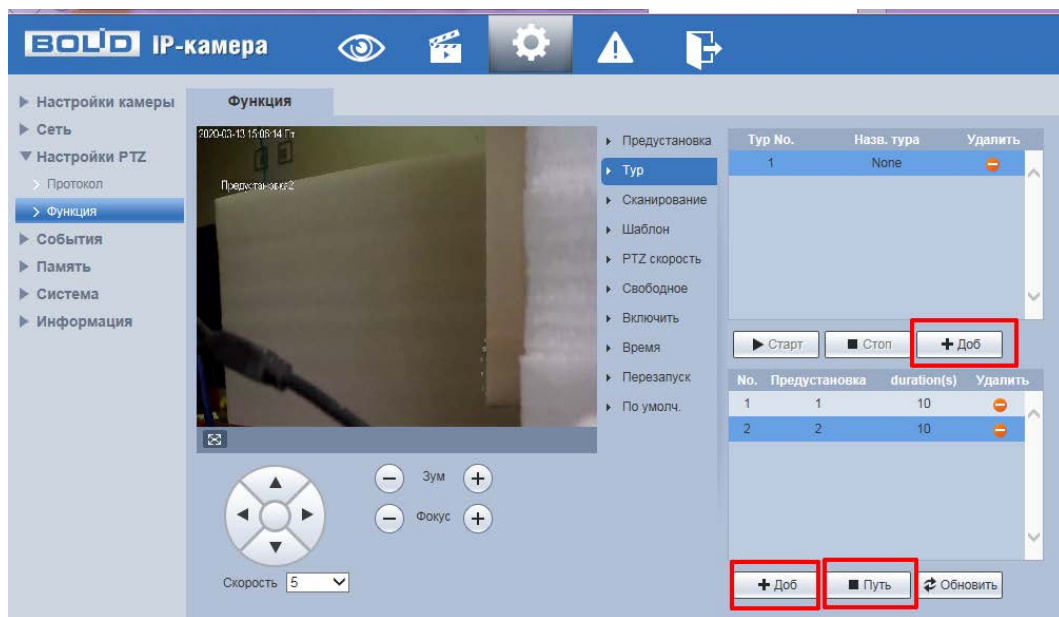 BOLID IP-камера
Настройки камеры
Сеть
Настройки PTZ
Протокол
Функция
События
Память
Система
Информация
Функция
2020-03-13 15:06:14 Пт
Предустановка2
Зум
Фокус
Скорость 5
Предустановка
Тур
Сканирование
Шаблон
PTZ скорость
Свободное
Включить
Время
Перезапуск
По умолч.
Тур No. Назв. тура Удалить
1 None
Старт Стоп Доб
No. Предустановка duration(s) Удалить
1 1 10
2 2 10
Доб Путь Обновить